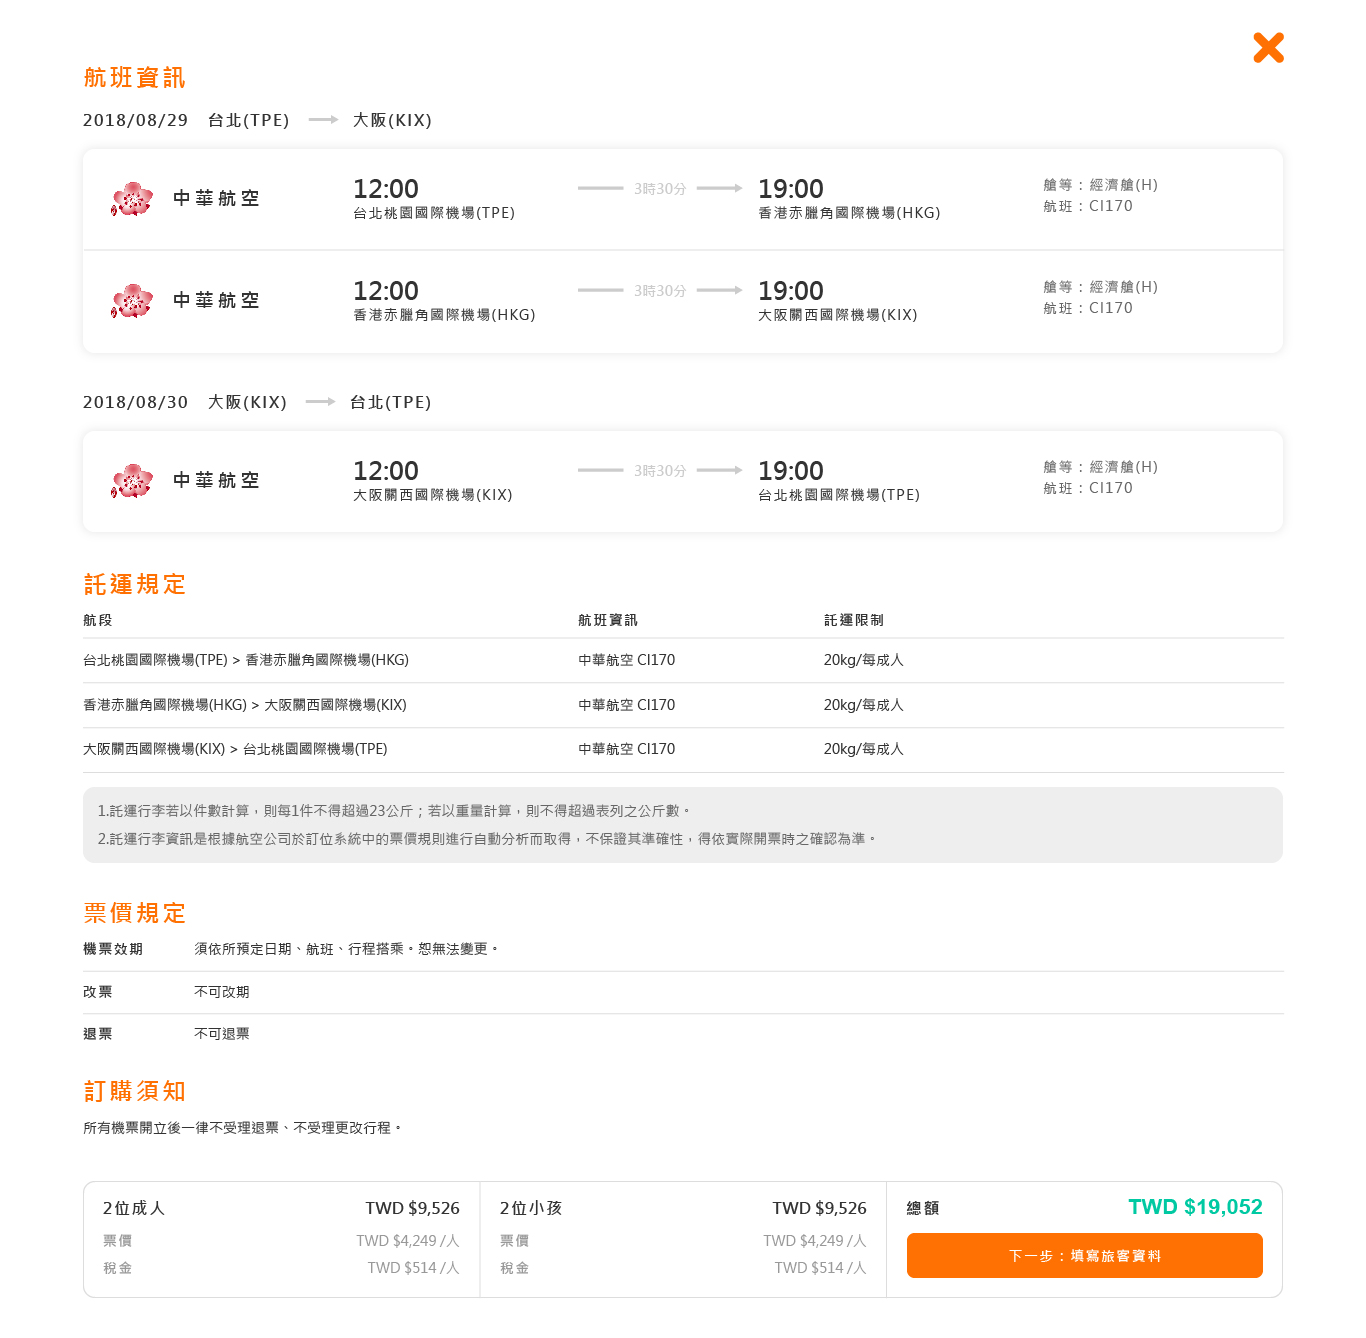 航班資訊
2018/08/29 台北(TPE) 大阪(KIX)
中華航空
12:00
台北桃園國際機場(TPE)
3時30分
19:00
香港赤鱲角國際機場(HKG)
艙等：經濟艙(H)
航班：CI170
中華航空
12:00
香港赤鱲角國際機場(HKG)
3時30分
19:00
大阪關西國際機場(KIX)
艙等：經濟艙(H)
航班：CI170
2018/08/30 大阪(KIX) 台北(TPE)
中華航空
12:00
大阪關西國際機場(KIX)
3時30分
19:00
台北桃園國際機場(TPE)
艙等：經濟艙(H)
航班：CI170
託運規定
航段 航班資訊 託運限制
台北桃園國際機場(TPE) > 香港赤鱲角國際機場(HKG) 中華航空 CI170 20kg/每成人
香港赤鱲角國際機場(HKG) > 大阪關西國際機場(KIX) 中華航空 CI170 20kg/每成人
大阪關西國際機場(KIX) > 台北桃園國際機場(TPE) 中華航空 CI170 20kg/每成人
1.託運行李若以件數計算，則每1件不得超過23公斤；若以重量計算，則不得超過表列之公斤數。
2.託運行李資訊是根據航空公司於訂位系統中的票價規則進行自動分析而取得，不保證其準確性，得依實際開票時之確認為準。
票價規定
機票效期 須依所預定日期、航班、行程搭乘。恕無法變更。
改票 不可改期
退票 不可退票
訂購須知
所有機票開立後一律不受理退票、不受理更改行程。
2位成人 TWD $9,526
票價 TWD $4,249 /人
稅金 TWD $514 /人
2位小孩 TWD $9,526
票價 TWD $4,249 /人
稅金 TWD $514 /人
總額 TWD $19,052
下一步：填寫旅客資料